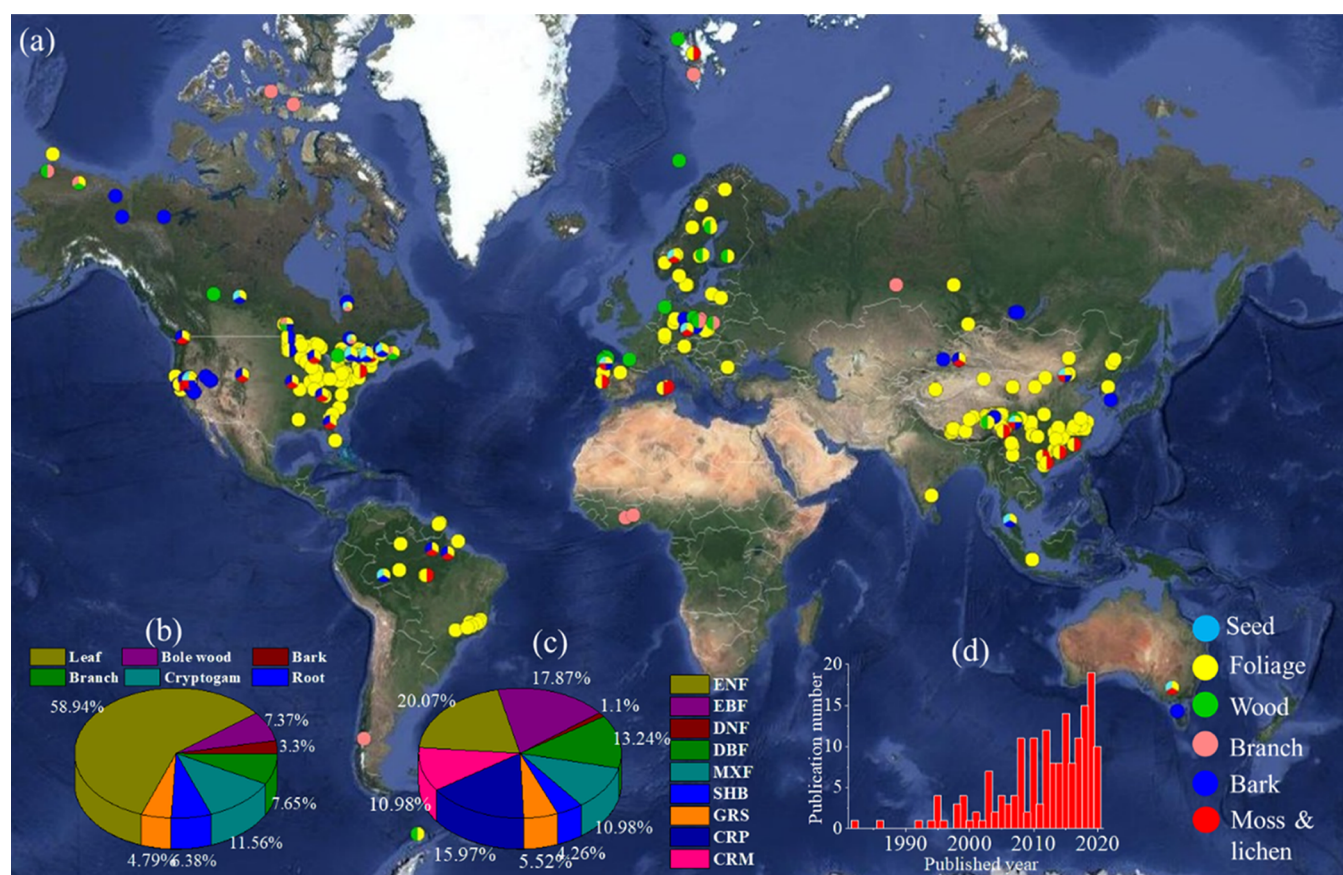 (a)
(b)
Leaf Bole wood Bark
Branch Cryptogam Root
58.94%
7.37%
3.3%
7.65%
11.56%
6.38%
4.79%
(c)
20.07%
17.87%
1.1%
13.24%
10.98%
4.26%
5.52%
15.97%
10.98%
ENF
EBF
DNF
DBF
MXF
SHB
GRS
CRP
CRM
(d)
Publication number
20
15
10
5
0
1990 2000 2010 2020
Published year
Seed
Foliage
Wood
Branch
Bark
Moss &
lichen